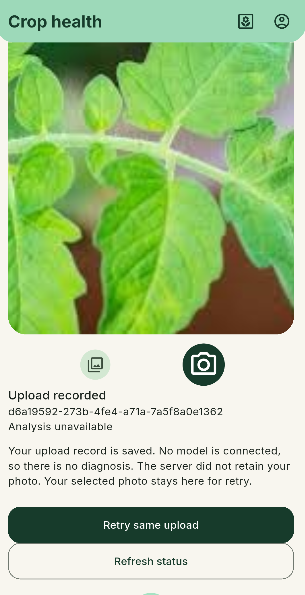 Crop health
Upload recorded
d6a19592-273b-4fe4-a71a-7a5f8a0e1362
Analysis unavailable
Your upload record is saved. No model is connected,
so there is no diagnosis. The server did not retain your
photo. Your selected photo stays here for retry.
Retry same upload
Refresh status